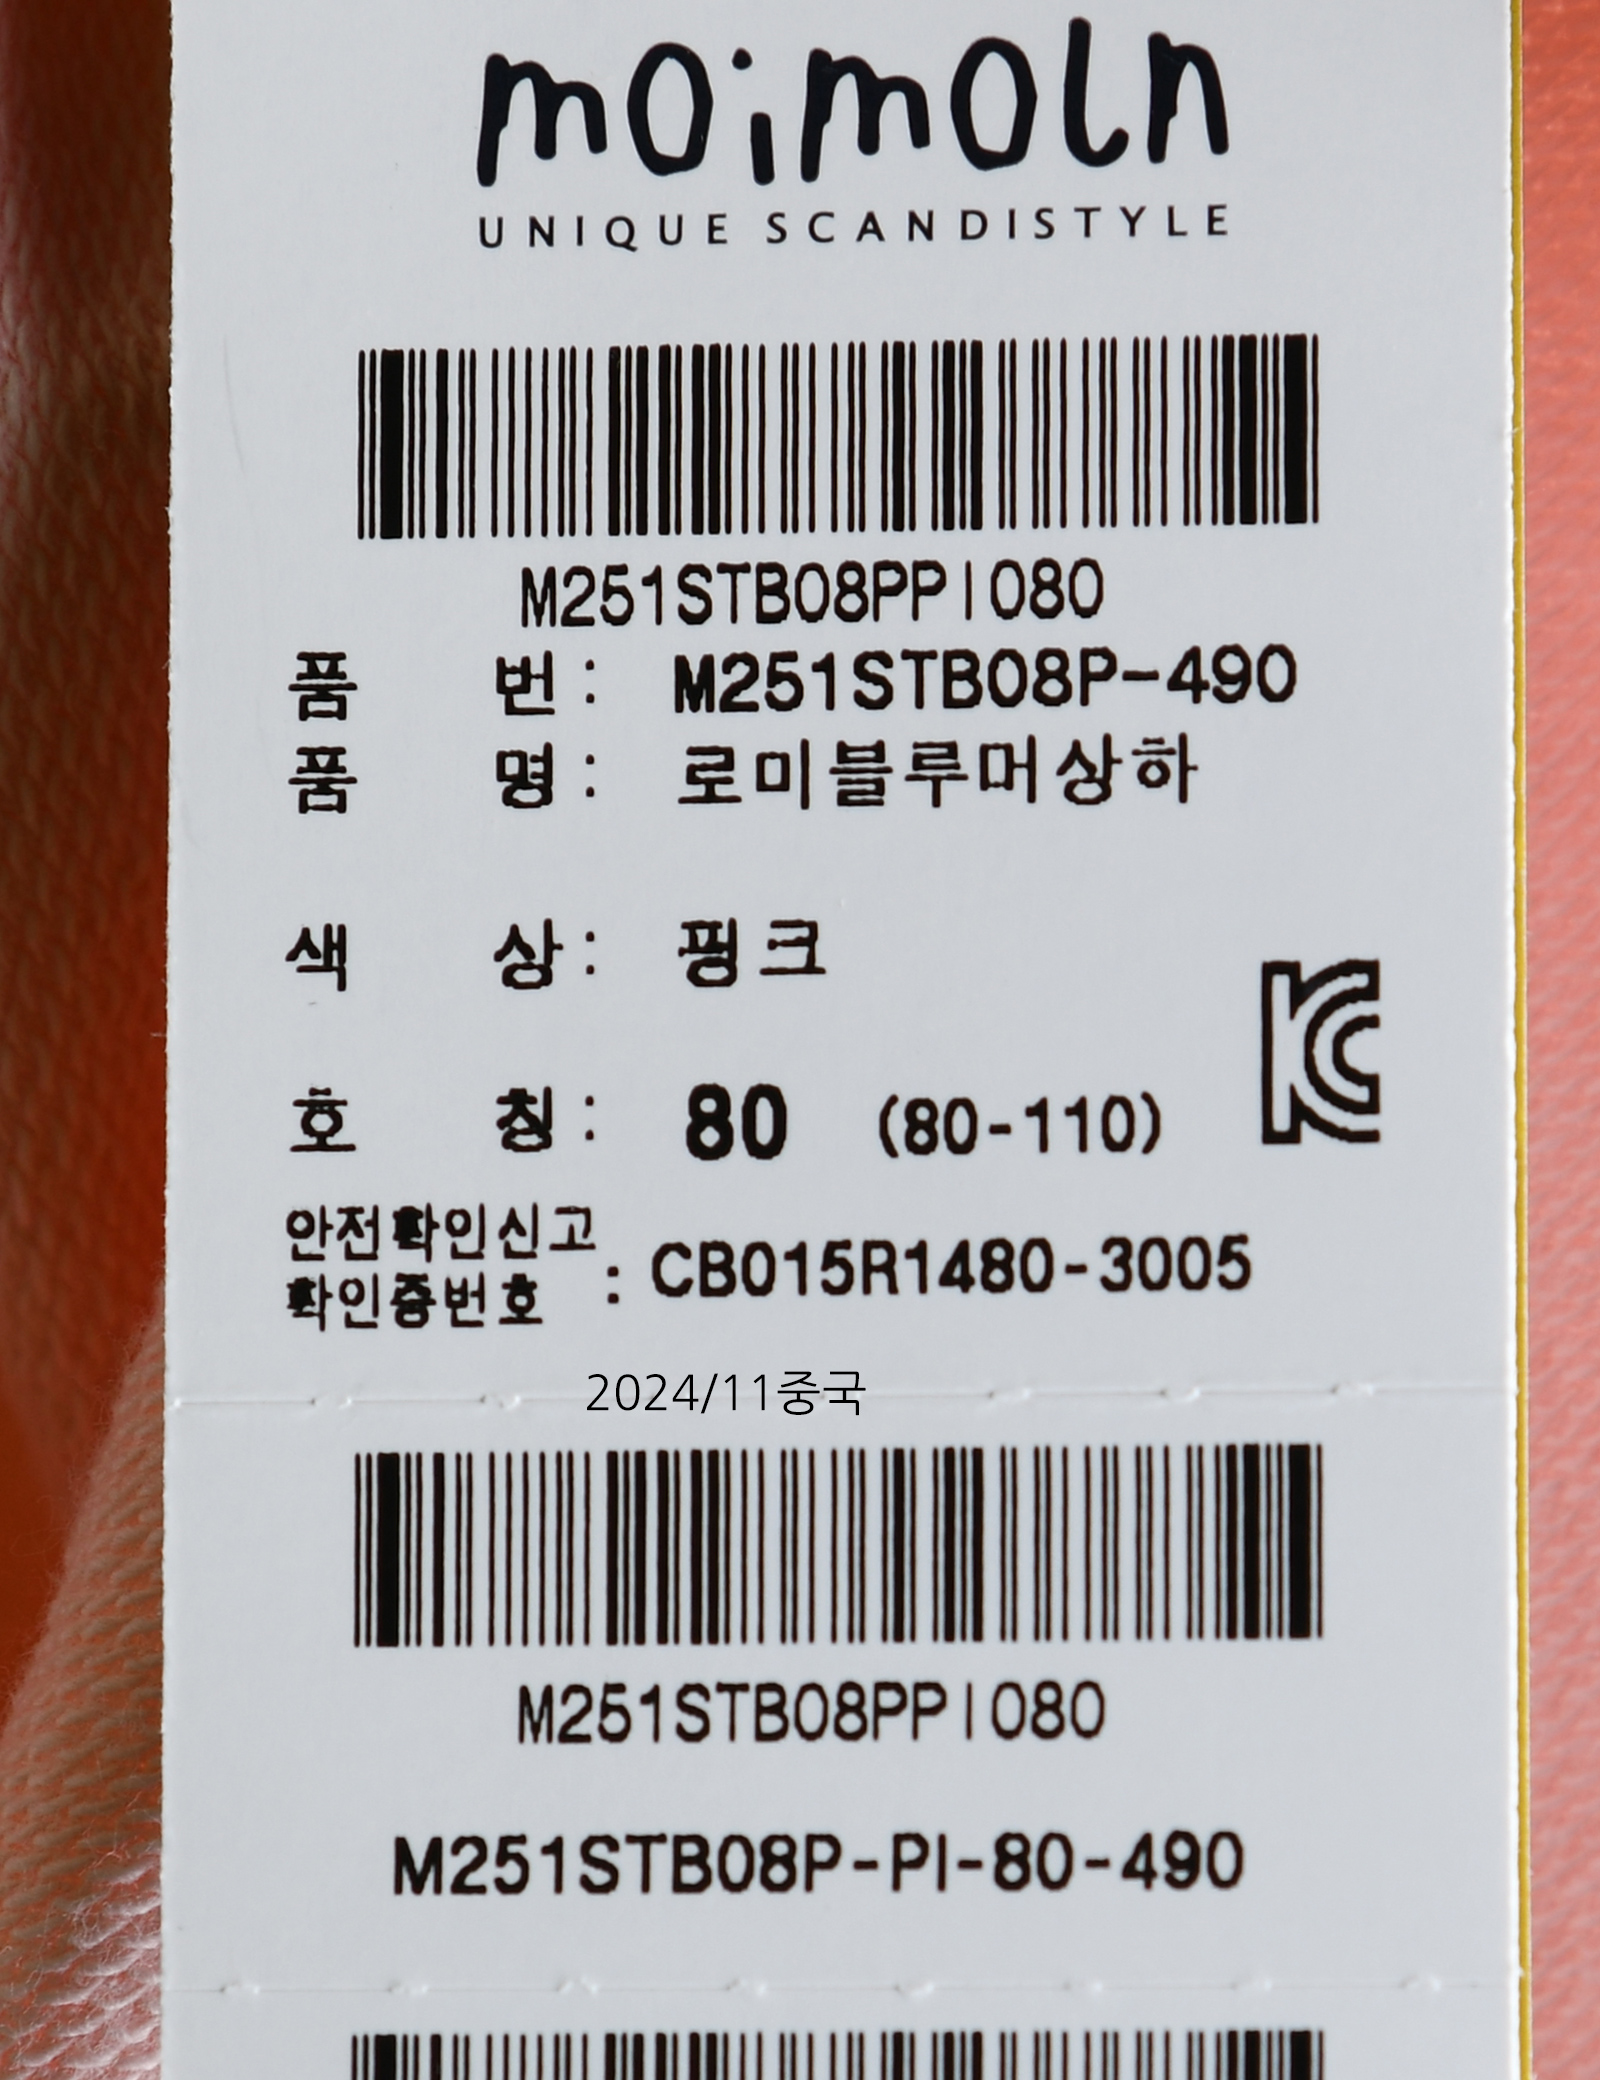 moimoln
UNIQUE SCANDISTYLE
M251STB08PPI080
품 번 : M251STB08P-490
품 명 : 로미블루머상하
색 상 : 핑크
호 칭 : 80 (80-110)
안전확인신고
확인증번호 : CB015R1480-3005
2024/11중국
M251STB08PPI080
M251STB08P-PI-80-490